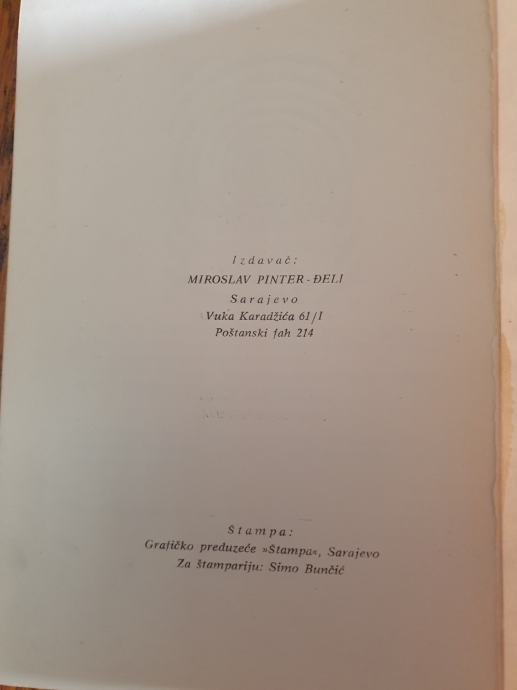 Izdavač:
MIROSLAV PINTER-ĐELI
Sarajevo
Vuka Karadžića 61/I
Poštanski fah 214
Štampa:
Grafičko preduzeće »Štampa«, Sarajevo
Za štampariju: Simo Bunčić